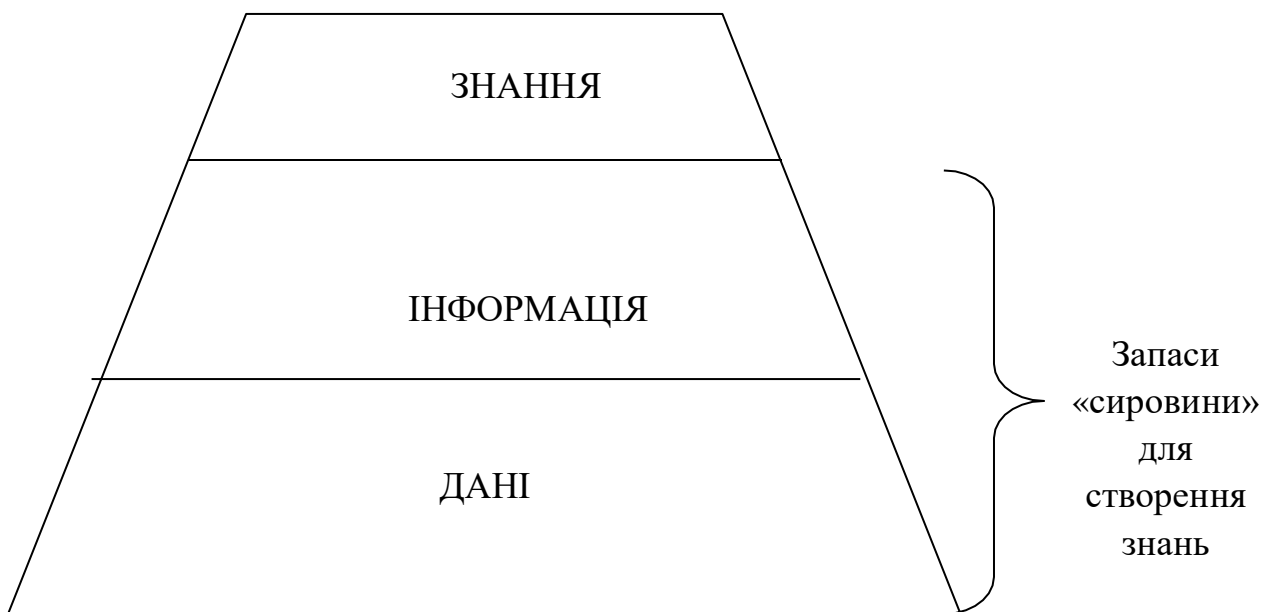 ЗНАННЯ
ІНФОРМАЦІЯ
ДАНІ
Запаси
«сировини»
для
створення
знань